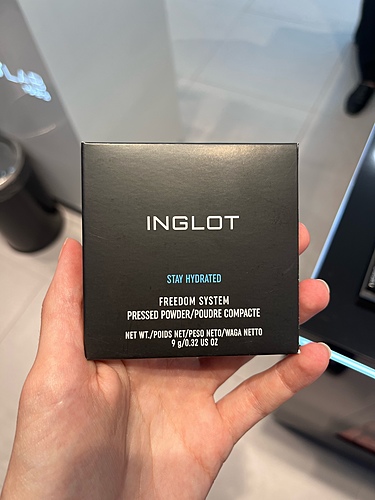 INGLOT
STAY HYDRATED
FREEDOM SYSTEM
PRESSED POWDER/POUDRE COMPACTE
NET WT./POIDS NET/PESO NETO/WAGA NETTO
9 g/0.32 US OZ